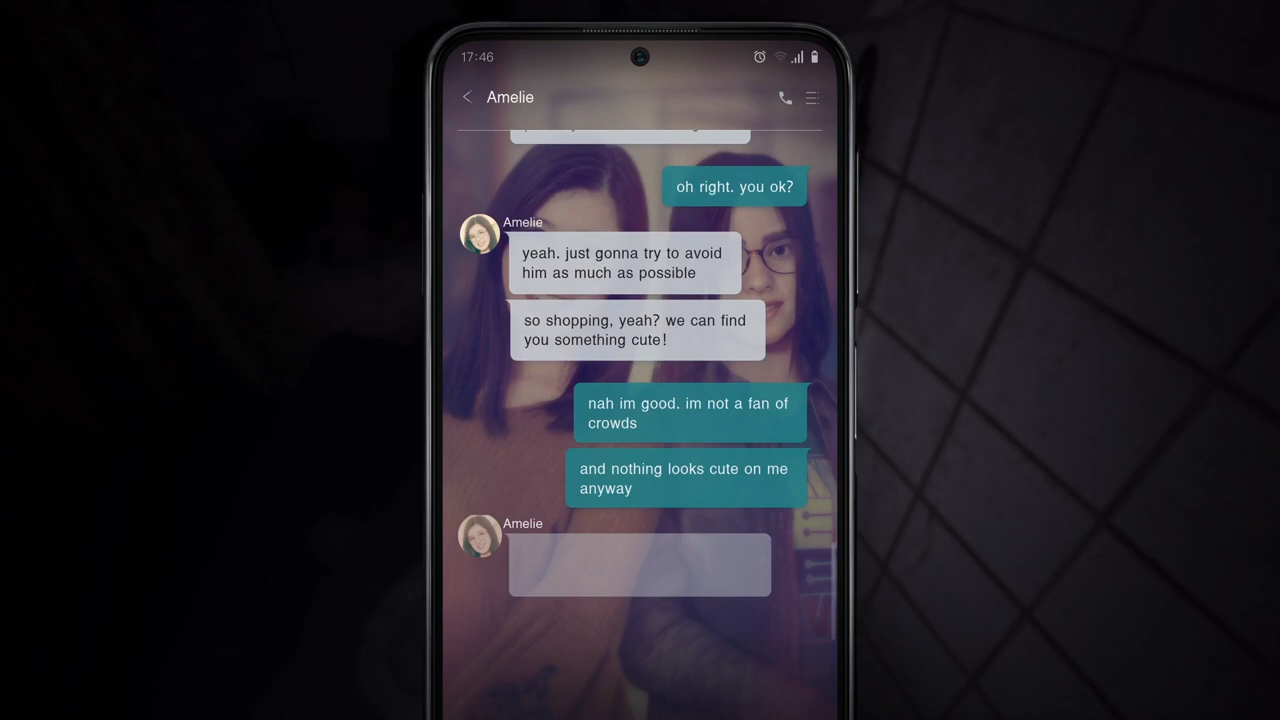 17:46
Amelie
oh right. you ok?
Amelie
yeah. just gonna try to avoid
him as much as possible
so shopping, yeah? we can find
you something cute!
nah im good. im not a fan of
crowds
and nothing looks cute on me
anyway
Amelie